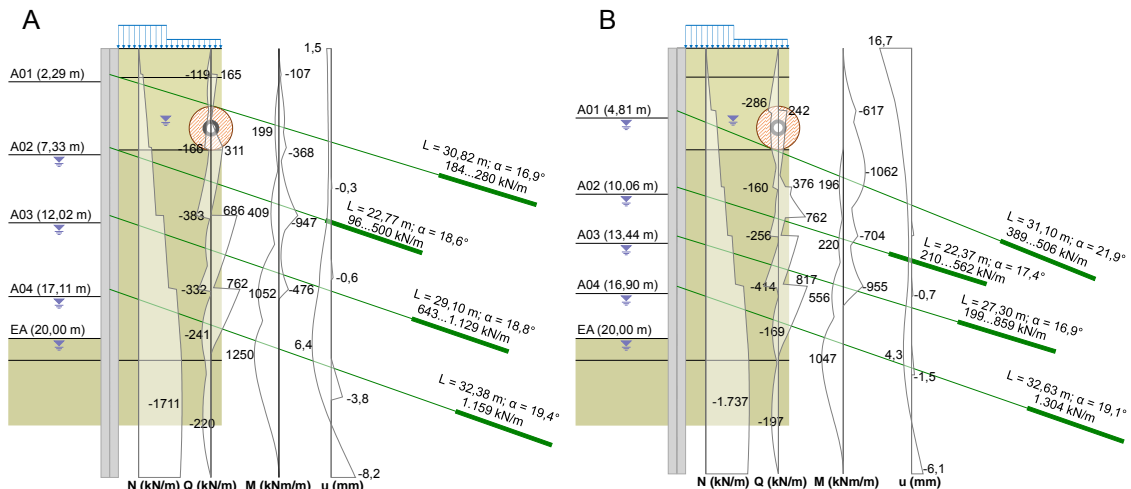 A
1,5
A01 (2,29 m)
-119
165
-107
199
A02 (7,33 m)
-166
311
-368
L = 30,82 m; α = 16,9°
184...280 kN/m
-0,3
A03 (12,02 m)
-383
686
409
-947
L = 22,77 m; α = 18,6°
96...500 kN/m
-0,6
A04 (17,11 m)
-332
762
1052
-476
L = 29,10 m; α = 18,8°
643...1.129 kN/m
EA (20,00 m)
-241
1250
6,4
-1711
-220
-3,8
L = 32,38 m; α = 19,4°
1.159 kN/m
-8,2
N (kN/m)
Q (kN/m)
M (kNm/m)
u (mm)
B
16,7
A01 (4,81 m)
-286
242
-617
-1062
A02 (10,06 m)
-160
376
196
762
L = 31,10 m; α = 21,9°
389...506 kN/m
A03 (13,44 m)
-256
220
-704
L = 22,37 m; α = 17,4°
210...562 kN/m
A04 (16,90 m)
-414
817
556
-955
-0,7
L = 27,30 m; α = 16,9°
199...859 kN/m
EA (20,00 m)
-169
1047
4,3
-1,5
-1.737
-197
L = 32,63 m; α = 19,1°
1.304 kN/m
-6,1
N (kN/m)
Q (kN/m)
M (kNm/m)
u (mm)